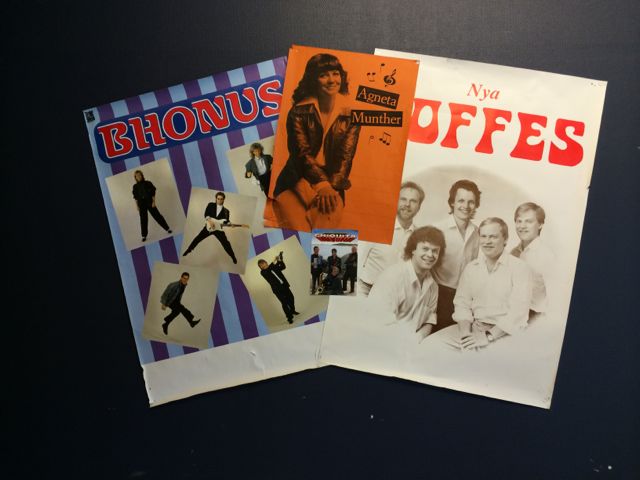 BHONUS
Agneta
Munther
Nya
OFFES